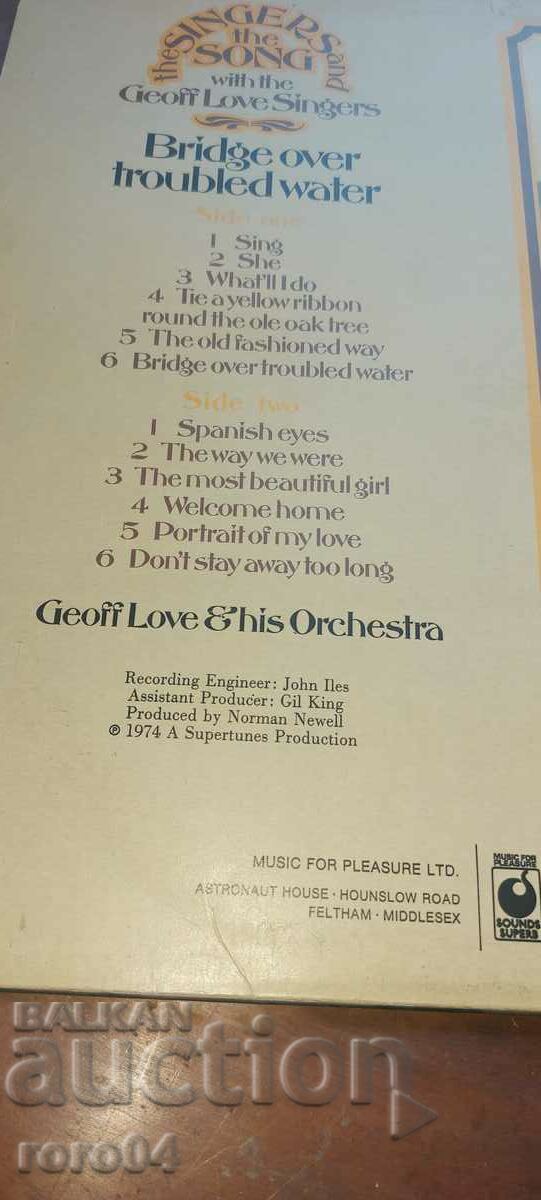 the SINGERS and
the
SONG
with the
Geoff Love Singers
Bridge over
troubled water
Side one
1 Sing
2 She
3 What'll I do
4 Tie a yellow ribbon
round the ole oak tree
5 The old fashioned way
6 Bridge over troubled water
Side two
1 Spanish eyes
2 The way we were
3 The most beautiful girl
4 Welcome home
5 Portrait of my love
6 Don't stay away too long
Geoff Love & his Orchestra
Recording Engineer: John Iles
Assistant Producer: Gil King
Produced by Norman Newell
℗ 1974 A Supertunes Production
MUSIC FOR PLEASURE LTD.
ASTRONAUT HOUSE · HOUNSLOW ROAD
FELTHAM · MIDDLESEX
MUSIC FOR
PLEASURE
SOUNDS
SUPERB
BALKAN
auction
roro04